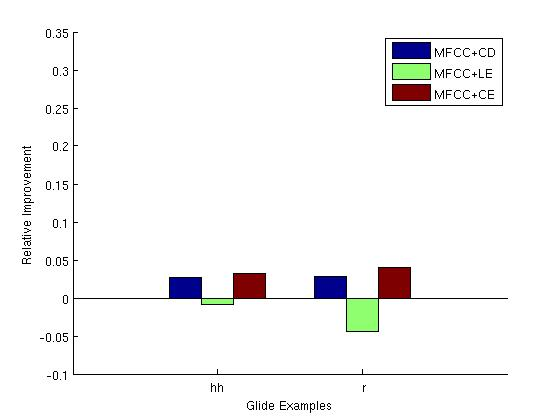 0.35
0.3
0.25
0.2
0.15
0.1
0.05
0
-0.05
-0.1
Relative Improvement
MFCC+CD
MFCC+LE
MFCC+CE
hh r
Glide Examples